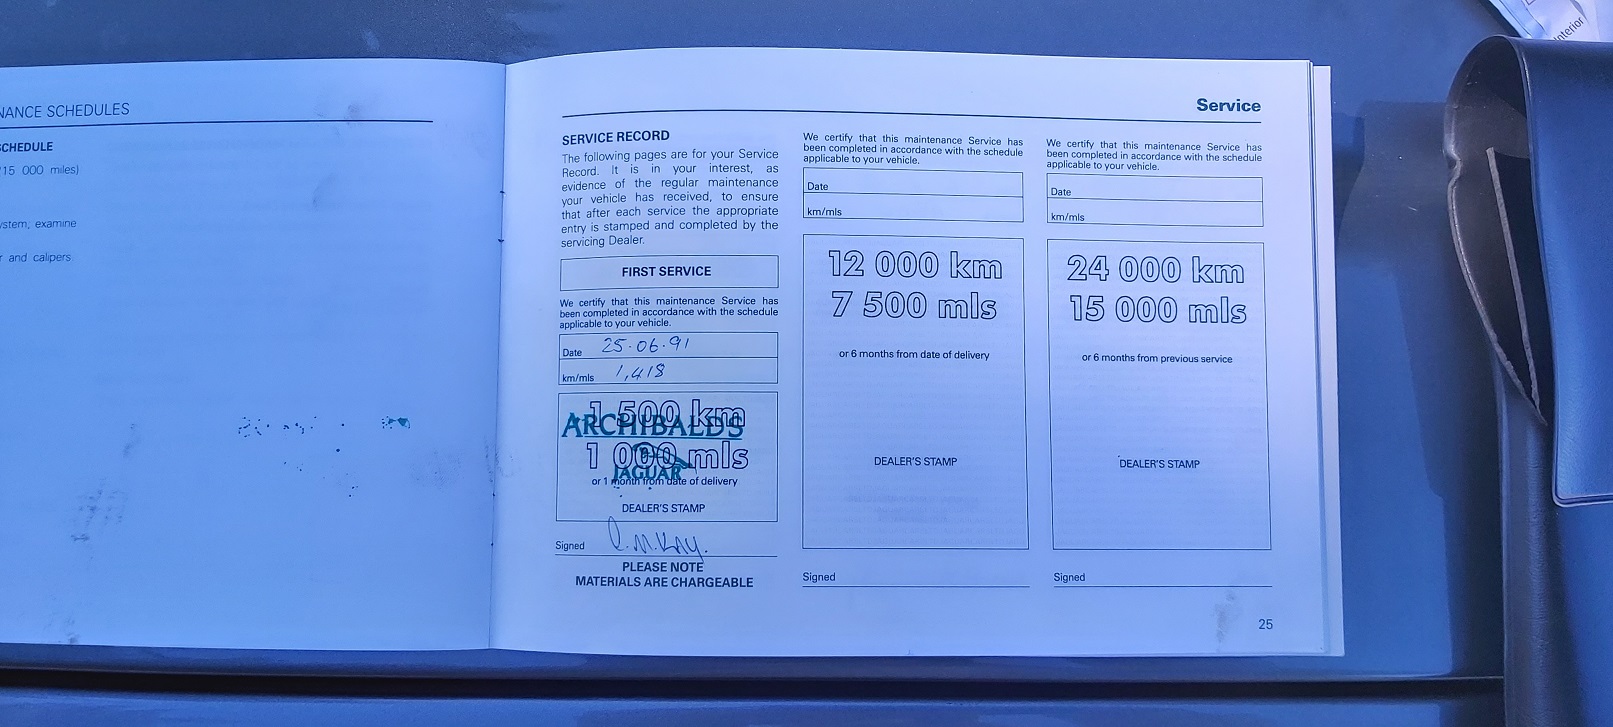 NANCE SCHEDULES
SCHEDULE
15 000 miles)
ystem, examine
r and calipers
Service
SERVICE RECORD
The following pages are for your Service
Record. It is in your interest, as
evidence of the regular maintenance
your vehicle has received, to ensure
that after each service the appropriate
entry is stamped and completed by the
servicing Dealer.
FIRST SERVICE
We certify that this maintenance Service has
been completed in accordance with the schedule
applicable to your vehicle.
Date 25.06.91
km/mls 1,418
1 500 km
ARCHIBALD'S
1 000 mls
JAGUAR
or 1 month from date of delivery
DEALER'S STAMP
Signed
PLEASE NOTE
MATERIALS ARE CHARGEABLE
We certify that this maintenance Service has
been completed in accordance with the schedule
applicable to your vehicle.
Date
km/mls
12 000 km
7 500 mls
or 6 months from date of delivery
DEALER'S STAMP
Signed
We certify that this maintenance Service has
been completed in accordance with the schedule
applicable to your vehicle.
Date
km/mls
24 000 km
15 000 mls
or 6 months from previous service
DEALER'S STAMP
Signed
25
Interior